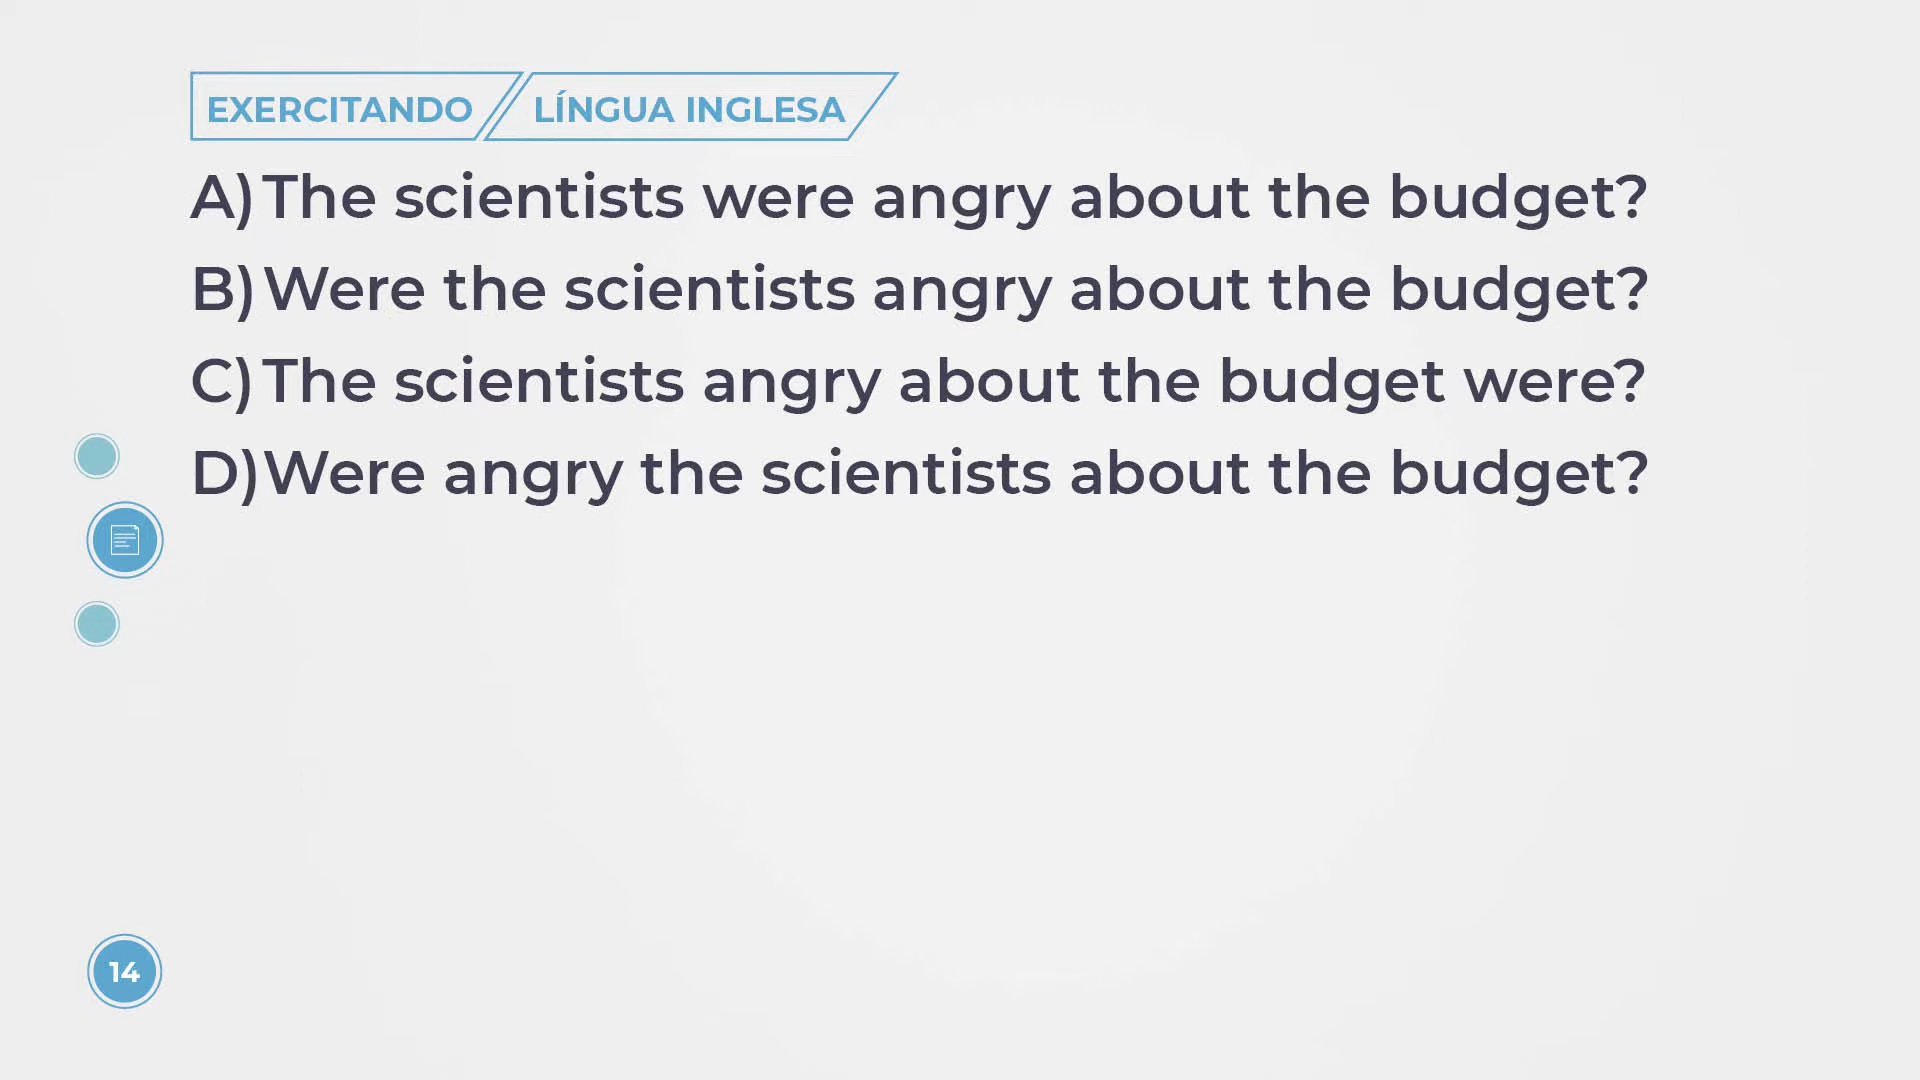 EXERCITANDO LÍNGUA INGLESA
A) The scientists were angry about the budget?
B) Were the scientists angry about the budget?
C) The scientists angry about the budget were?
D) Were angry the scientists about the budget?
14